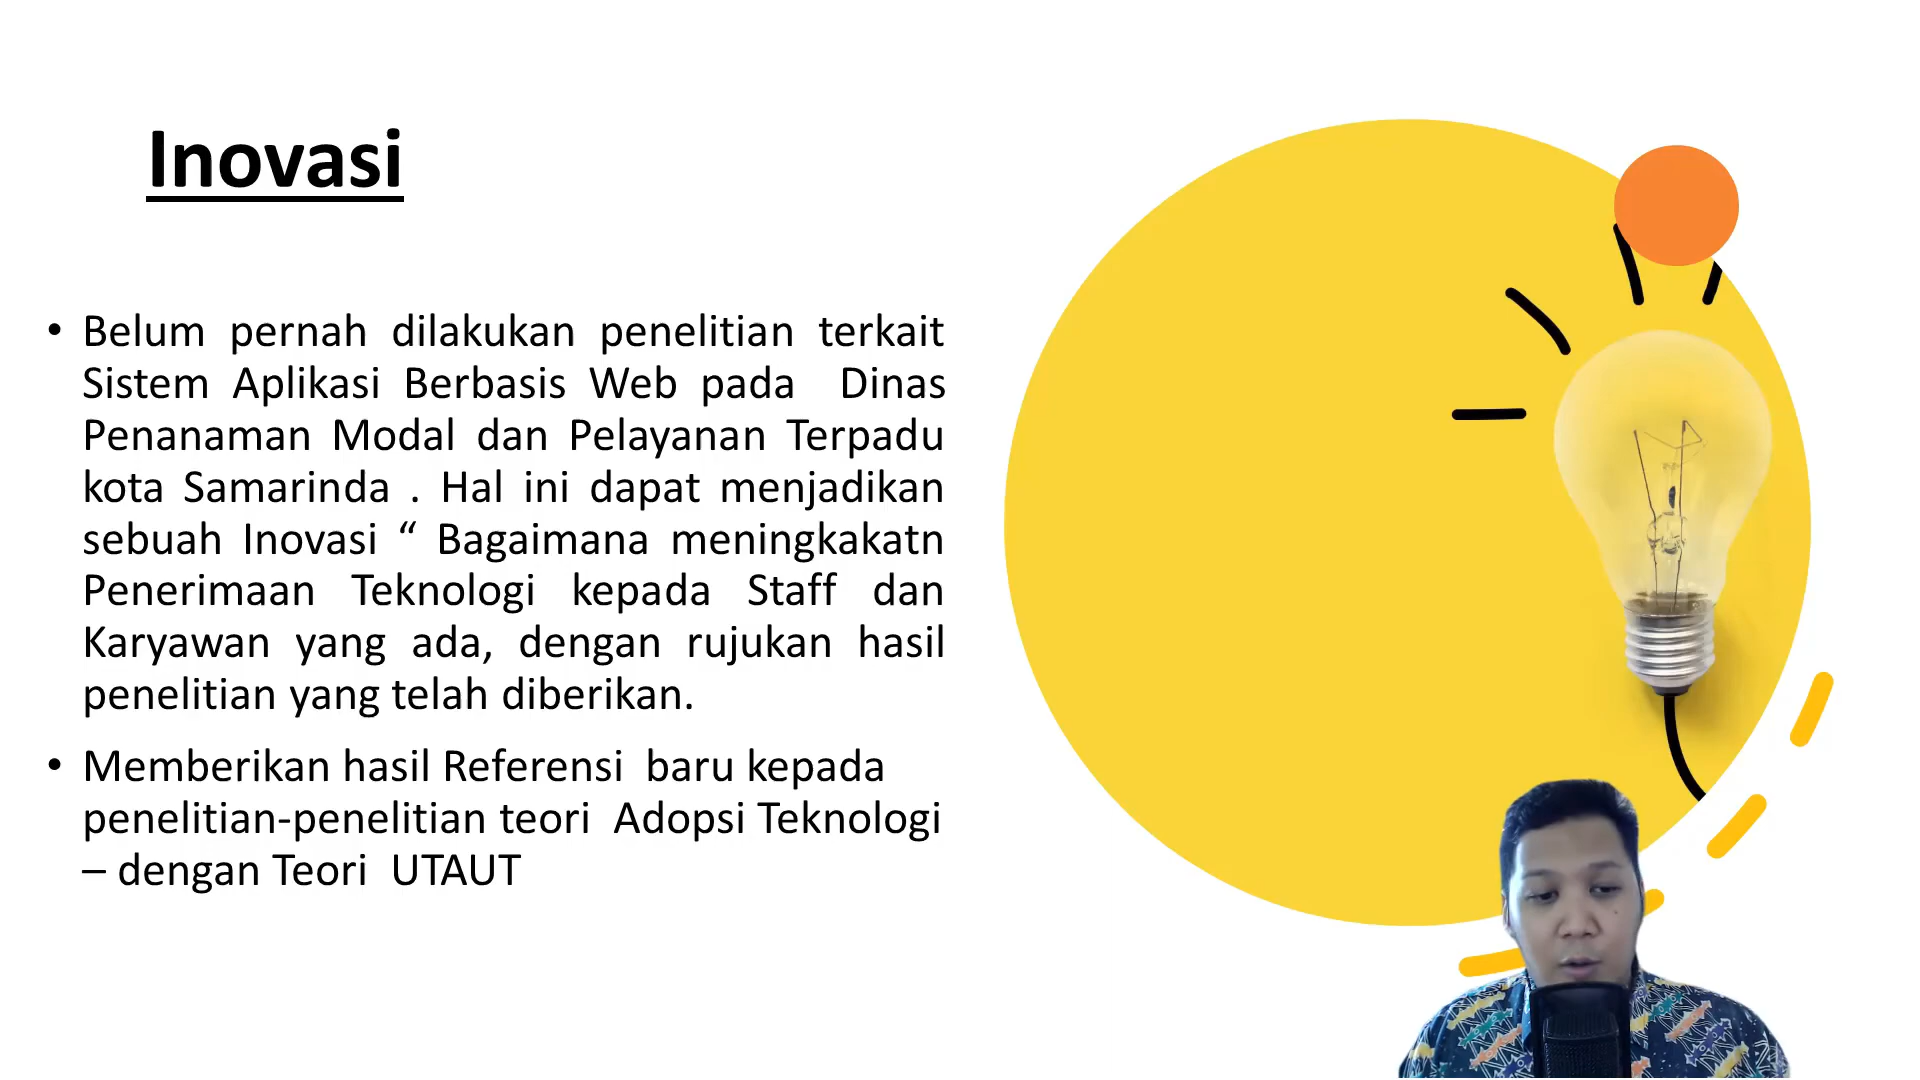 Inovasi
• Belum pernah dilakukan penelitian terkait
Sistem Aplikasi Berbasis Web pada Dinas
Penanaman Modal dan Pelayanan Terpadu
kota Samarinda . Hal ini dapat menjadikan
sebuah Inovasi “ Bagaimana meningkakatn
Penerimaan Teknologi kepada Staff dan
Karyawan yang ada, dengan rujukan hasil
penelitian yang telah diberikan.
• Memberikan hasil Referensi baru kepada
penelitian-penelitian teori Adopsi Teknologi
– dengan Teori UTAUT